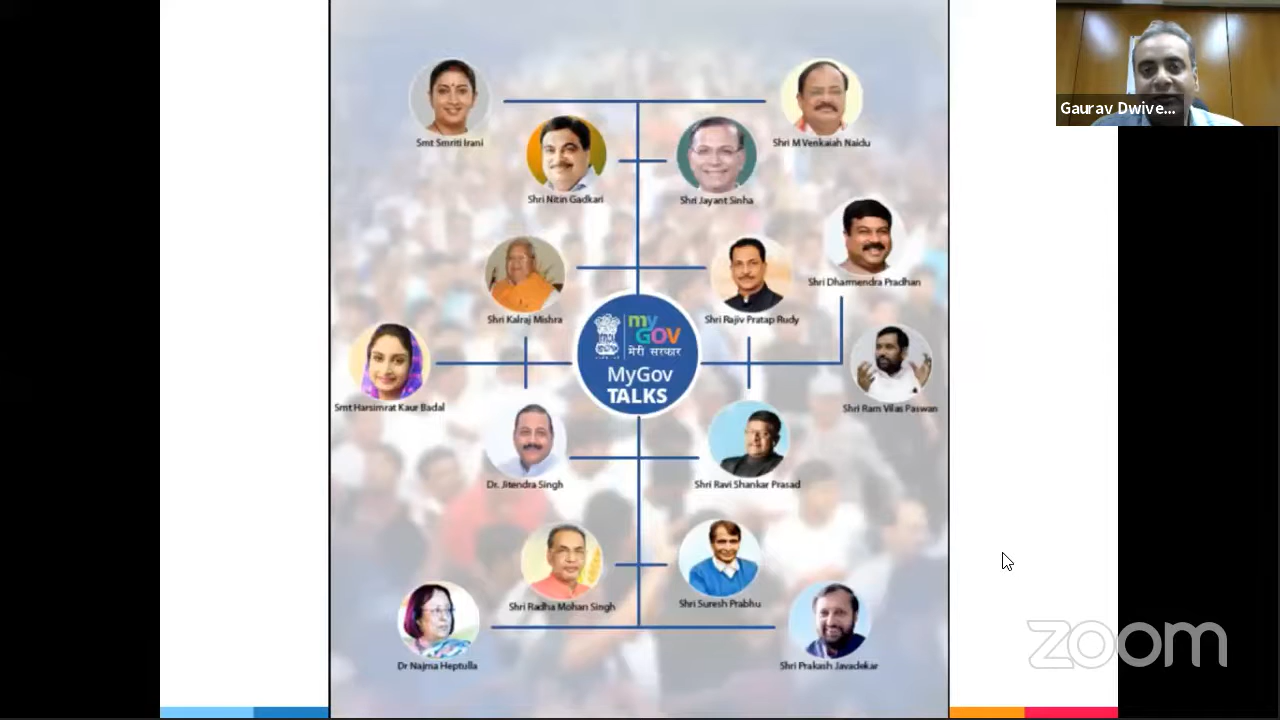 Gaurav Dwive...
Smt Smriti Irani
Shri M Venkaiah Naidu
Shri Nitin Gadkari
Shri Jayant Sinha
Shri Dharmendra Pradhan
Shri Kalraj Mishra
Shri Rajiv Pratap Rudy
my
GOV
मेरी सरकार
MyGov
TALKS
Smt Harsimrat Kaur Badal
Shri Ram Vilas Paswan
Dr. Jitendra Singh
Shri Ravi Shankar Prasad
Shri Radha Mohan Singh
Shri Suresh Prabhu
Dr Najma Heptulla
Shri Prakash Javadekar
zoom